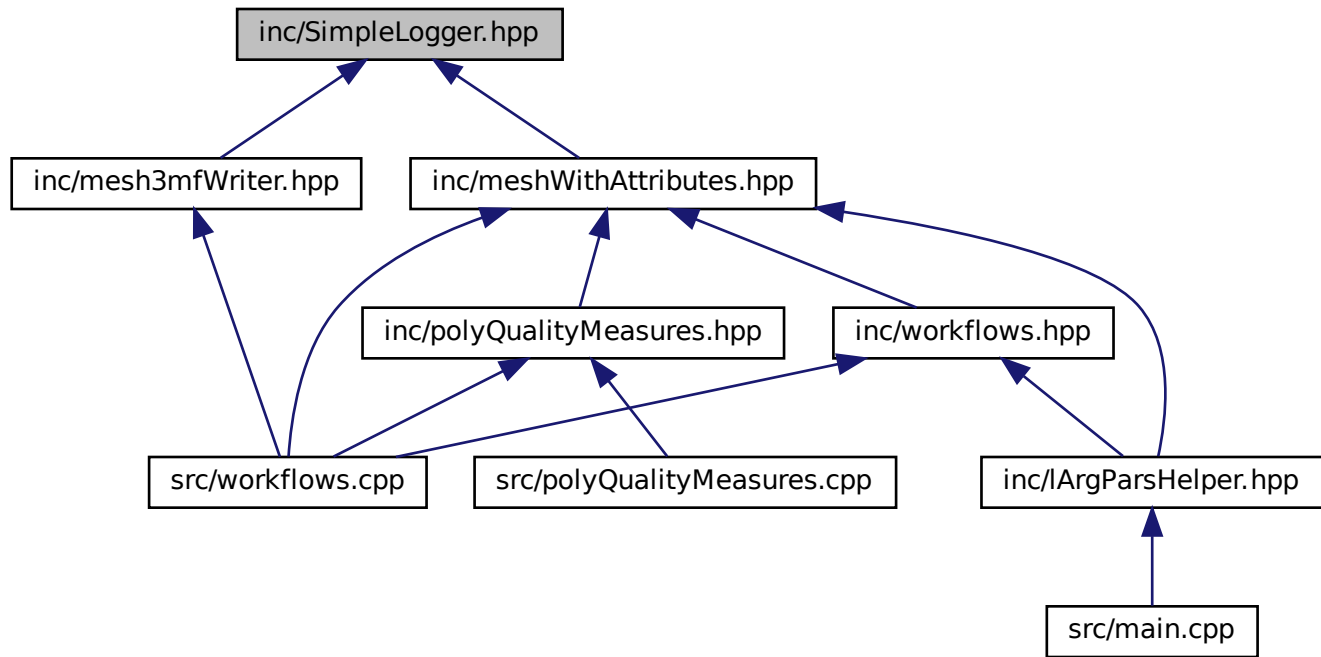 inc/SimpleLogger.hpp
inc/mesh3mfWriter.hpp
inc/meshWithAttributes.hpp
inc/polyQualityMeasures.hpp
inc/workflows.hpp
src/workflows.cpp
src/polyQualityMeasures.cpp
inc/lArgParsHelper.hpp
src/main.cpp